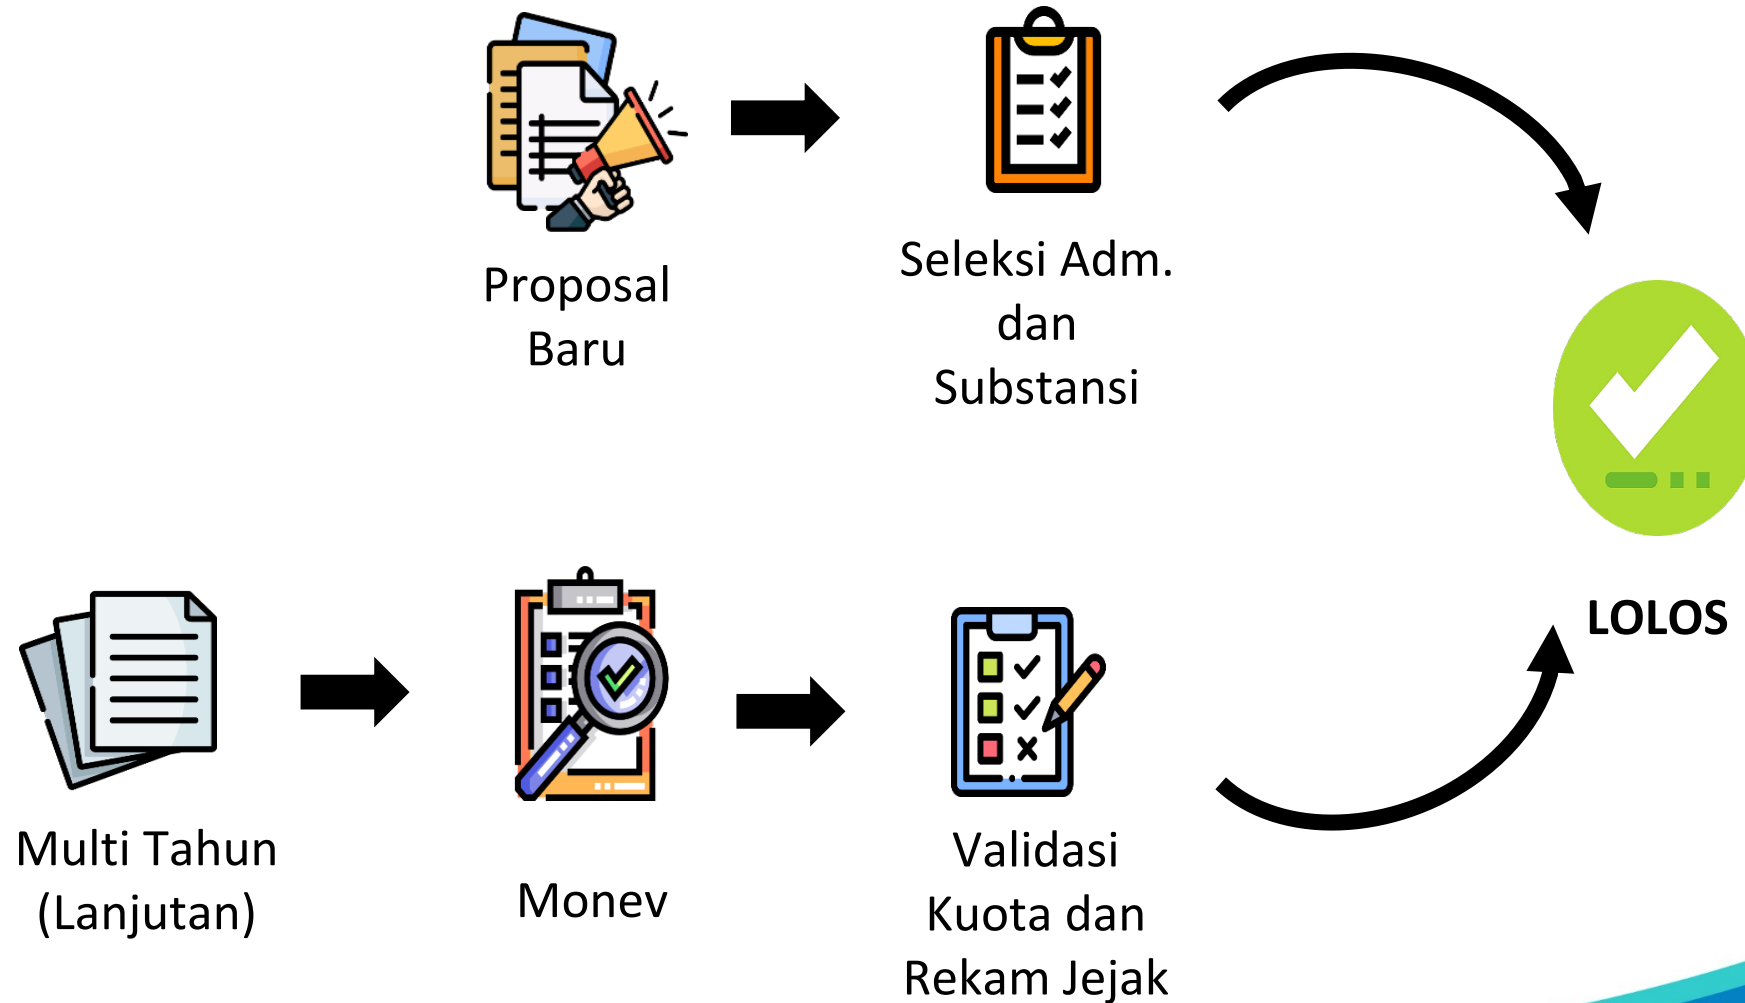 Proposal
Baru
Seleksi Adm.
dan
Substansi
LOLOS
Multi Tahun
(Lanjutan)
Monev
Validasi
Kuota dan
Rekam Jejak